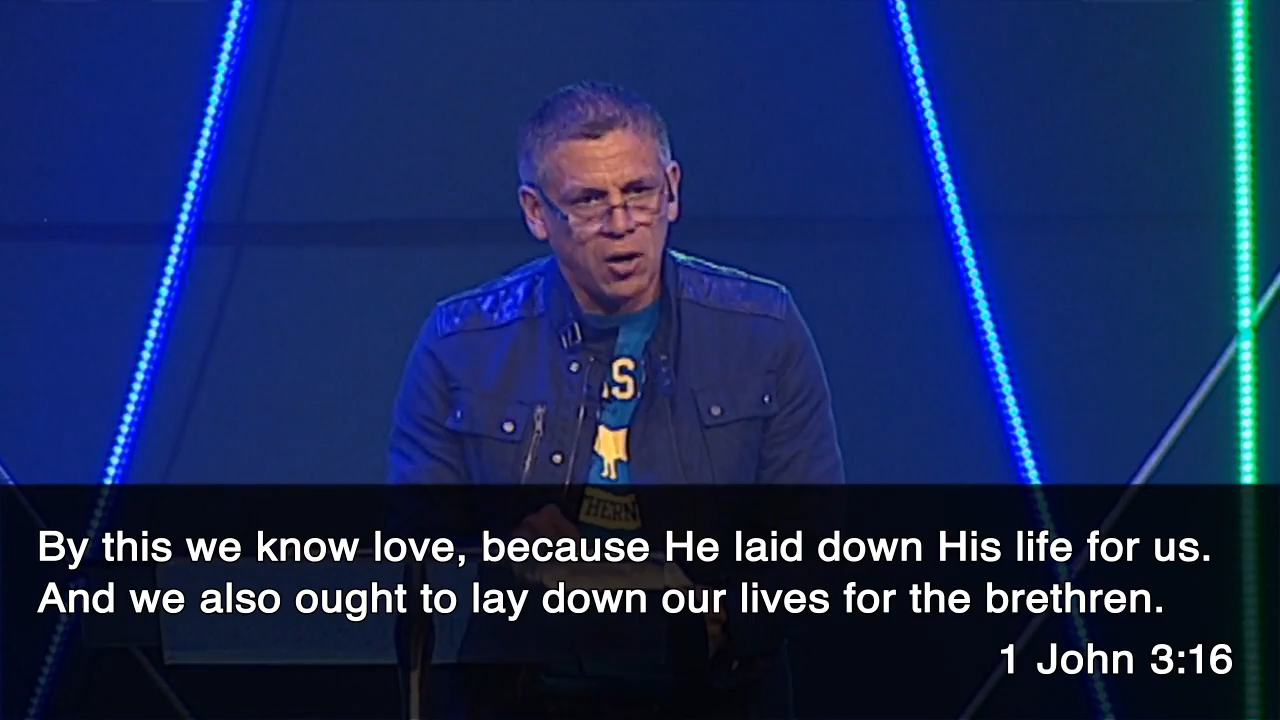 By this we know love, because He laid down His life for us.
And we also ought to lay down our lives for the brethren.
1 John 3:16